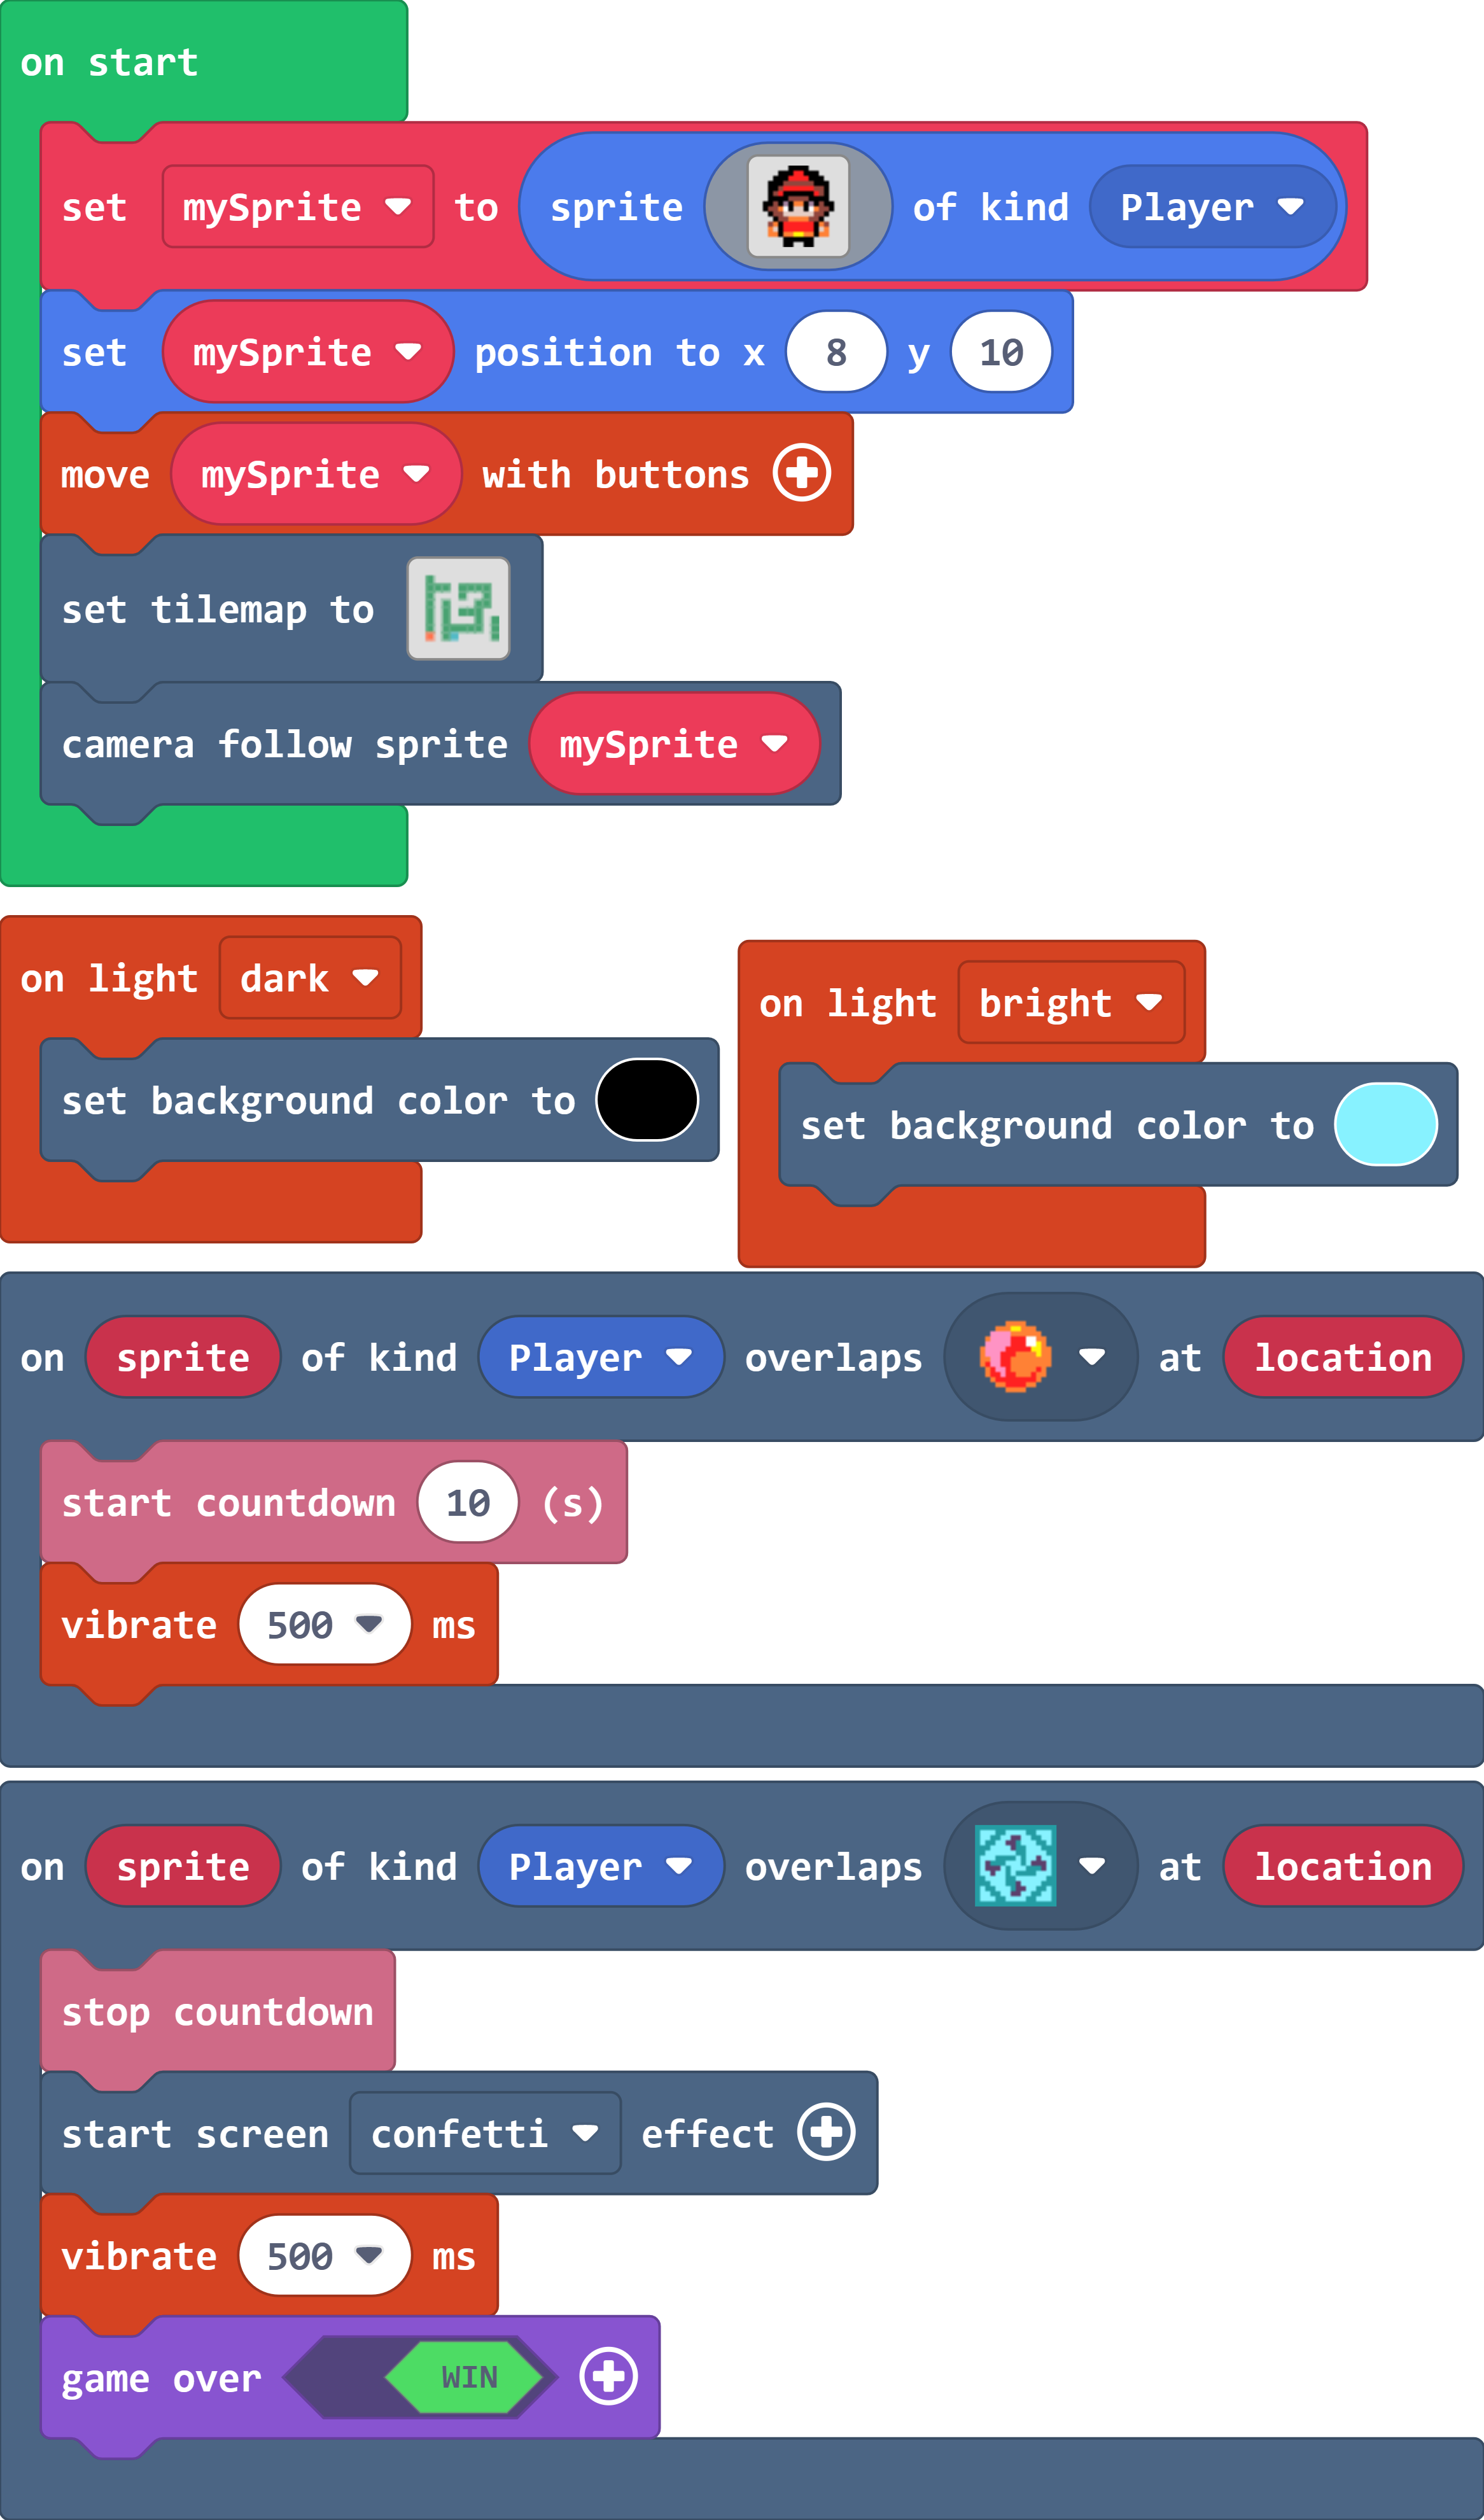 on start
set mySprite to sprite of kind Player
set mySprite position to x 8 y 10
move mySprite with buttons
set tilemap to
camera follow sprite mySprite
on light dark
set background color to
on light bright
set background color to
on sprite of kind Player overlaps at location
start countdown 10 (s)
vibrate 500 ms
on sprite of kind Player overlaps at location
stop countdown
start screen confetti effect
vibrate 500 ms
game over WIN